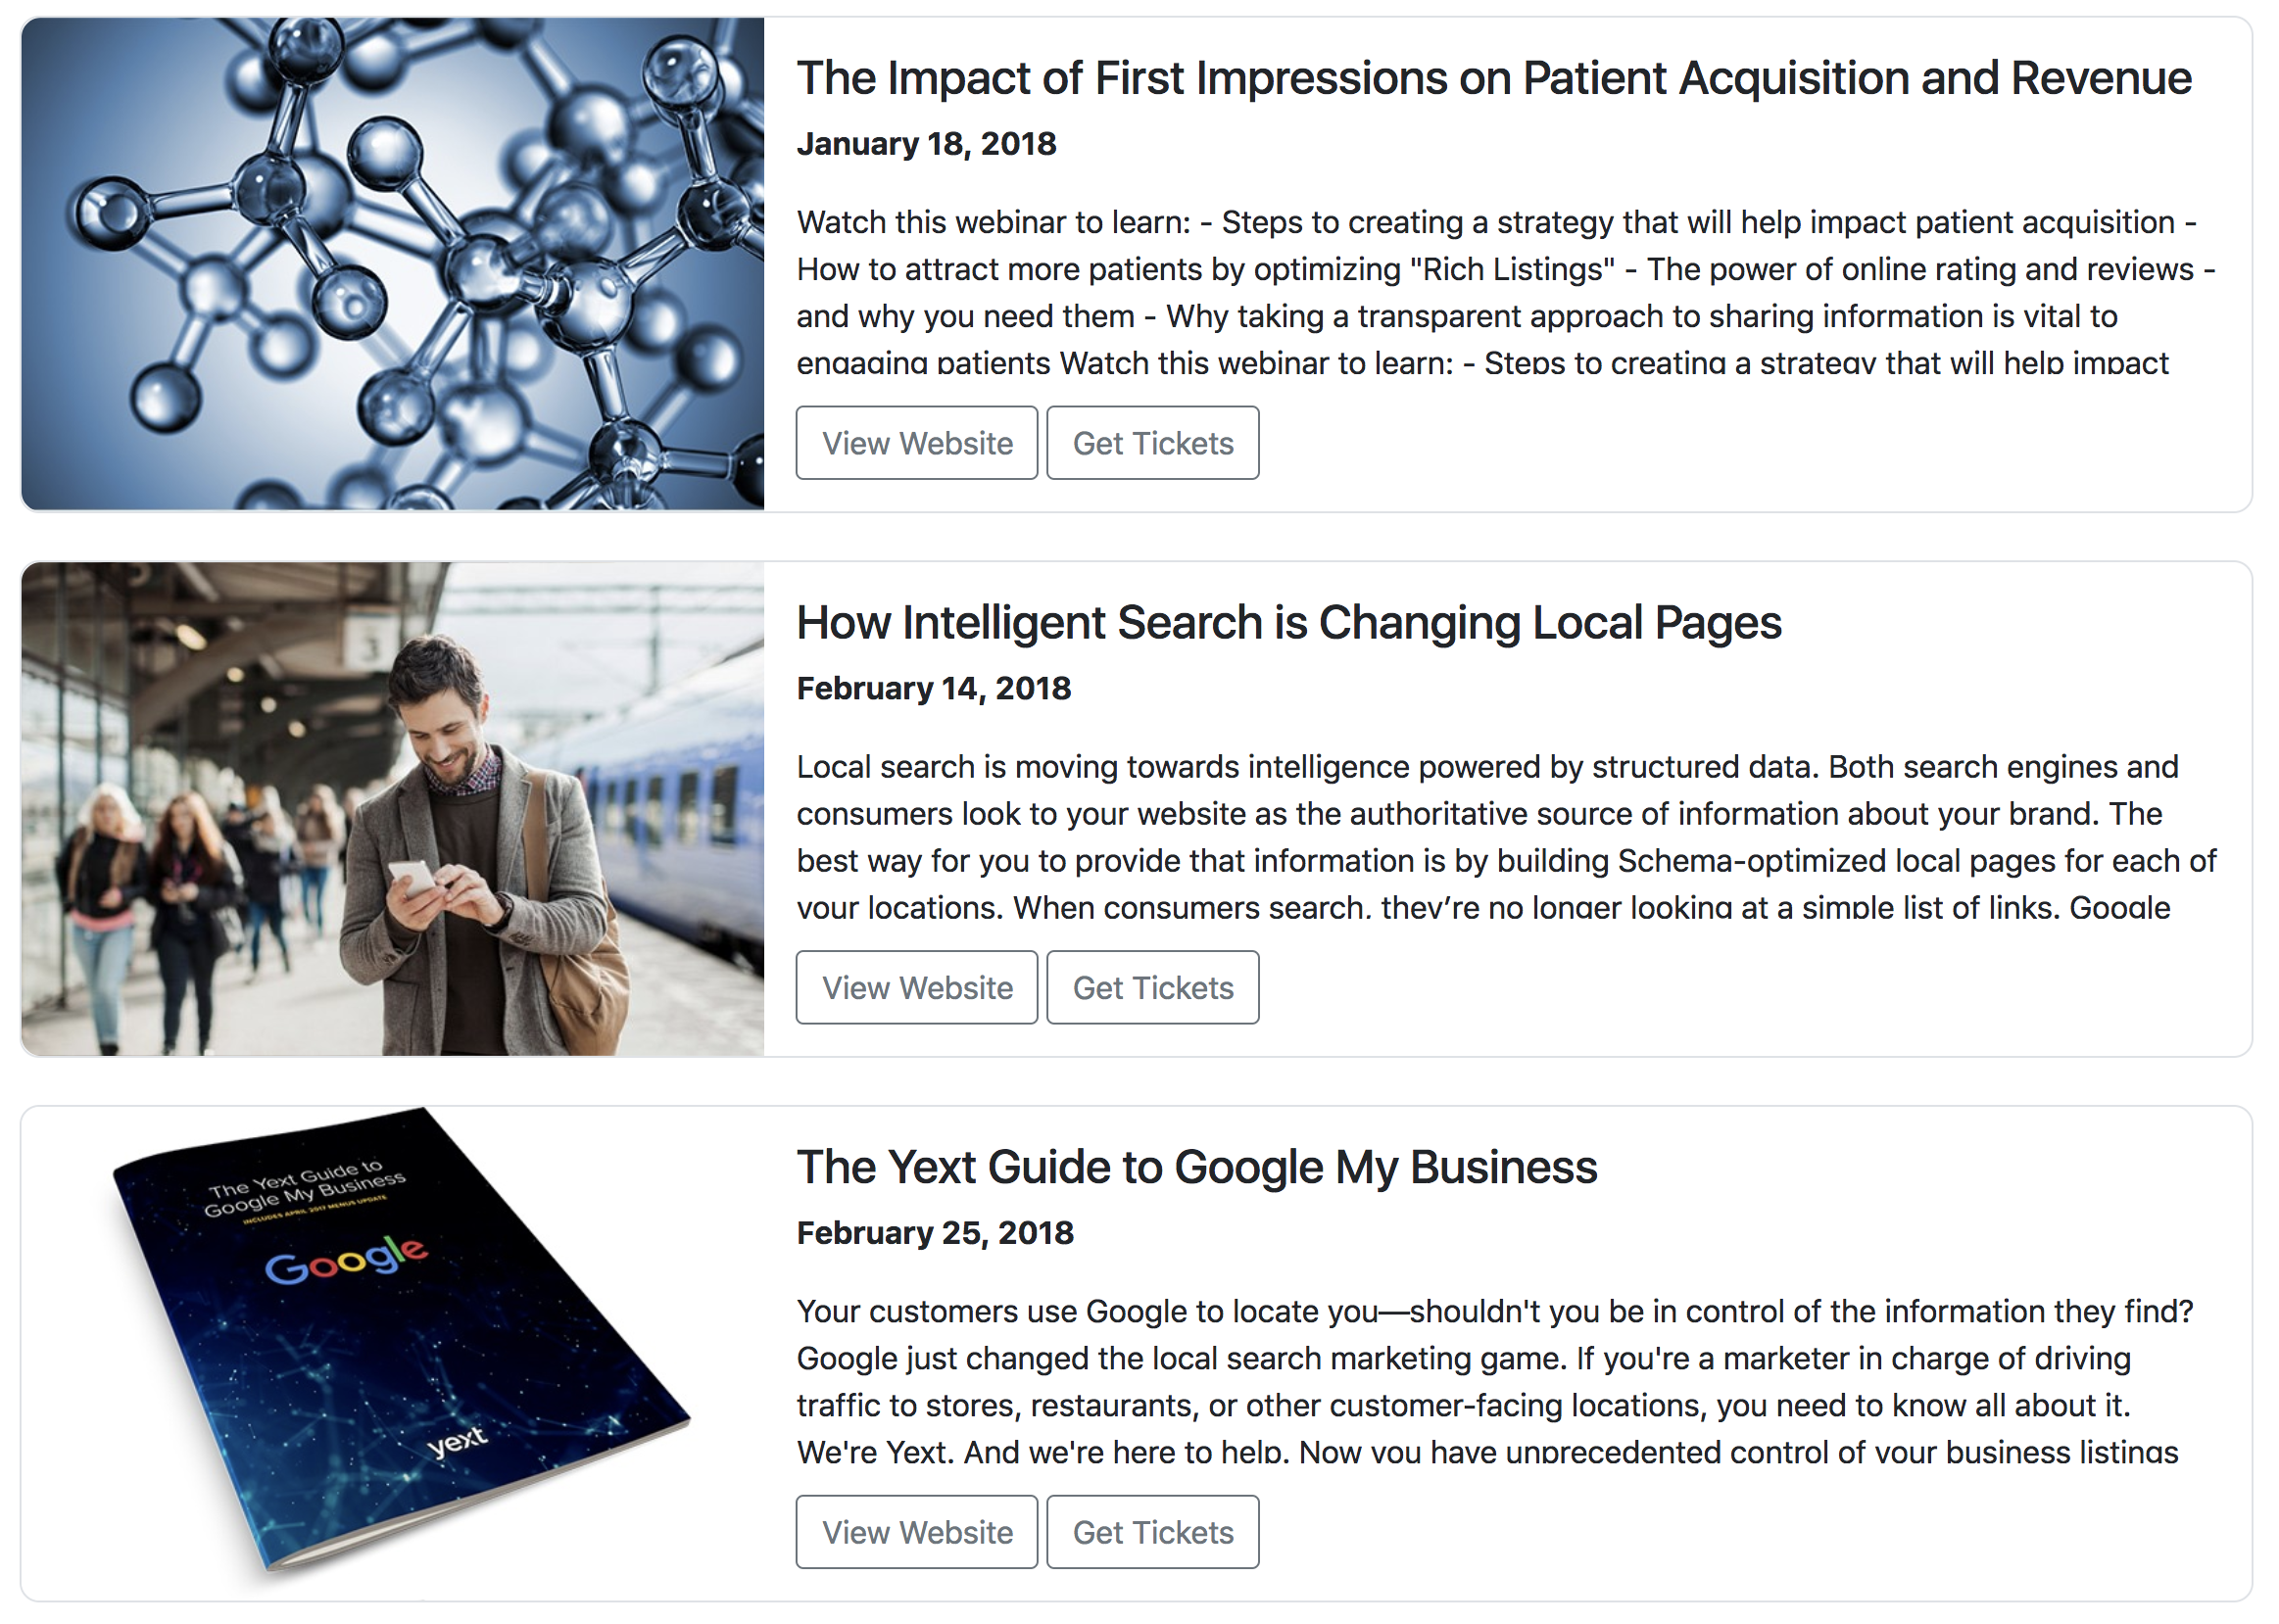 The Impact of First Impressions on Patient Acquisition and Revenue
January 18, 2018
Watch this webinar to learn: - Steps to creating a strategy that will help impact patient acquisition -
How to attract more patients by optimizing "Rich Listings" - The power of online rating and reviews -
and why you need them - Why taking a transparent approach to sharing information is vital to
engaging patients Watch this webinar to learn: - Steps to creating a strategy that will help impact
View Website
Get Tickets
3
How Intelligent Search is Changing Local Pages
February 14, 2018
Local search is moving towards intelligence powered by structured data. Both search engines and
consumers look to your website as the authoritative source of information about your brand. The
best way for you to provide that information is by building Schema-optimized local pages for each of
your locations. When consumers search, they’re no longer looking at a simple list of links. Google
View Website
Get Tickets
The Yext Guide to
Google My Business
INCLUDES APRIL 2017 MENUS UPDATE
Google
yext
The Yext Guide to Google My Business
February 25, 2018
Your customers use Google to locate you—shouldn't you be in control of the information they find?
Google just changed the local search marketing game. If you're a marketer in charge of driving
traffic to stores, restaurants, or other customer-facing locations, you need to know all about it.
We're Yext. And we're here to help. Now you have unprecedented control of your business listings
View Website
Get Tickets